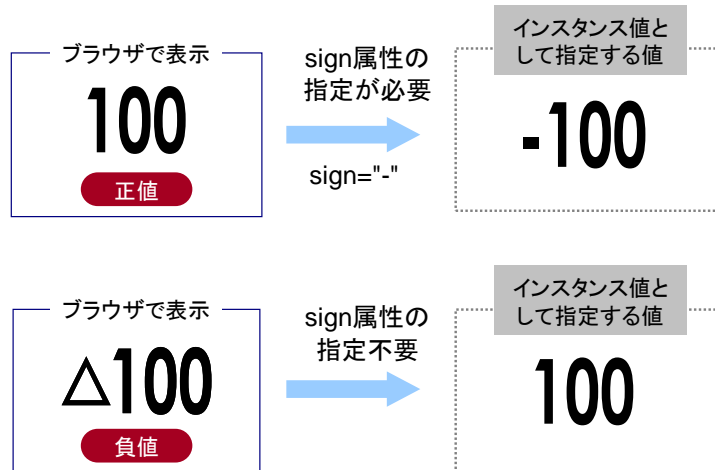 ブラウザで表示
100
正値
sign属性の
指定が必要
sign="-"
インスタンス値と
して指定する値
-100
ブラウザで表示
△100
負値
sign属性の
指定不要
インスタンス値と
して指定する値
100